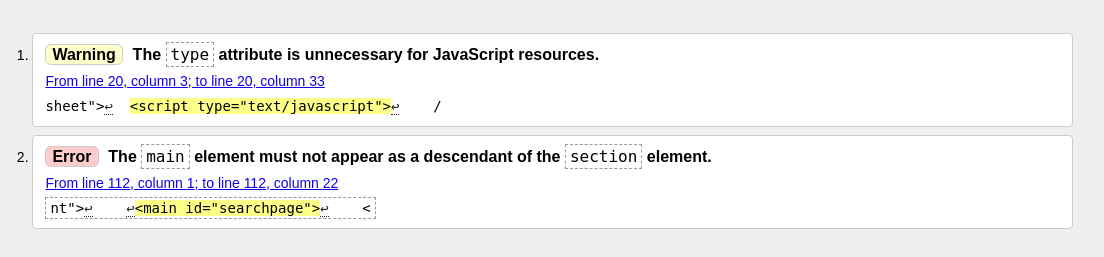 1. Warning The type attribute is unnecessary for JavaScript resources.
From line 20, column 3; to line 20, column 33
sheet">↩  <script type="text/javascript">↩    /
2. Error The main element must not appear as a descendant of the section element.
From line 112, column 1; to line 112, column 22
nt">↩    ↩<main id="searchpage">↩    <